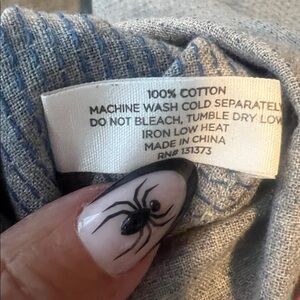 100% COTTON
MACHINE WASH COLD SEPARATELY
DO NOT BLEACH, TUMBLE DRY LOW
IRON LOW HEAT
MADE IN CHINA
RN# 131373